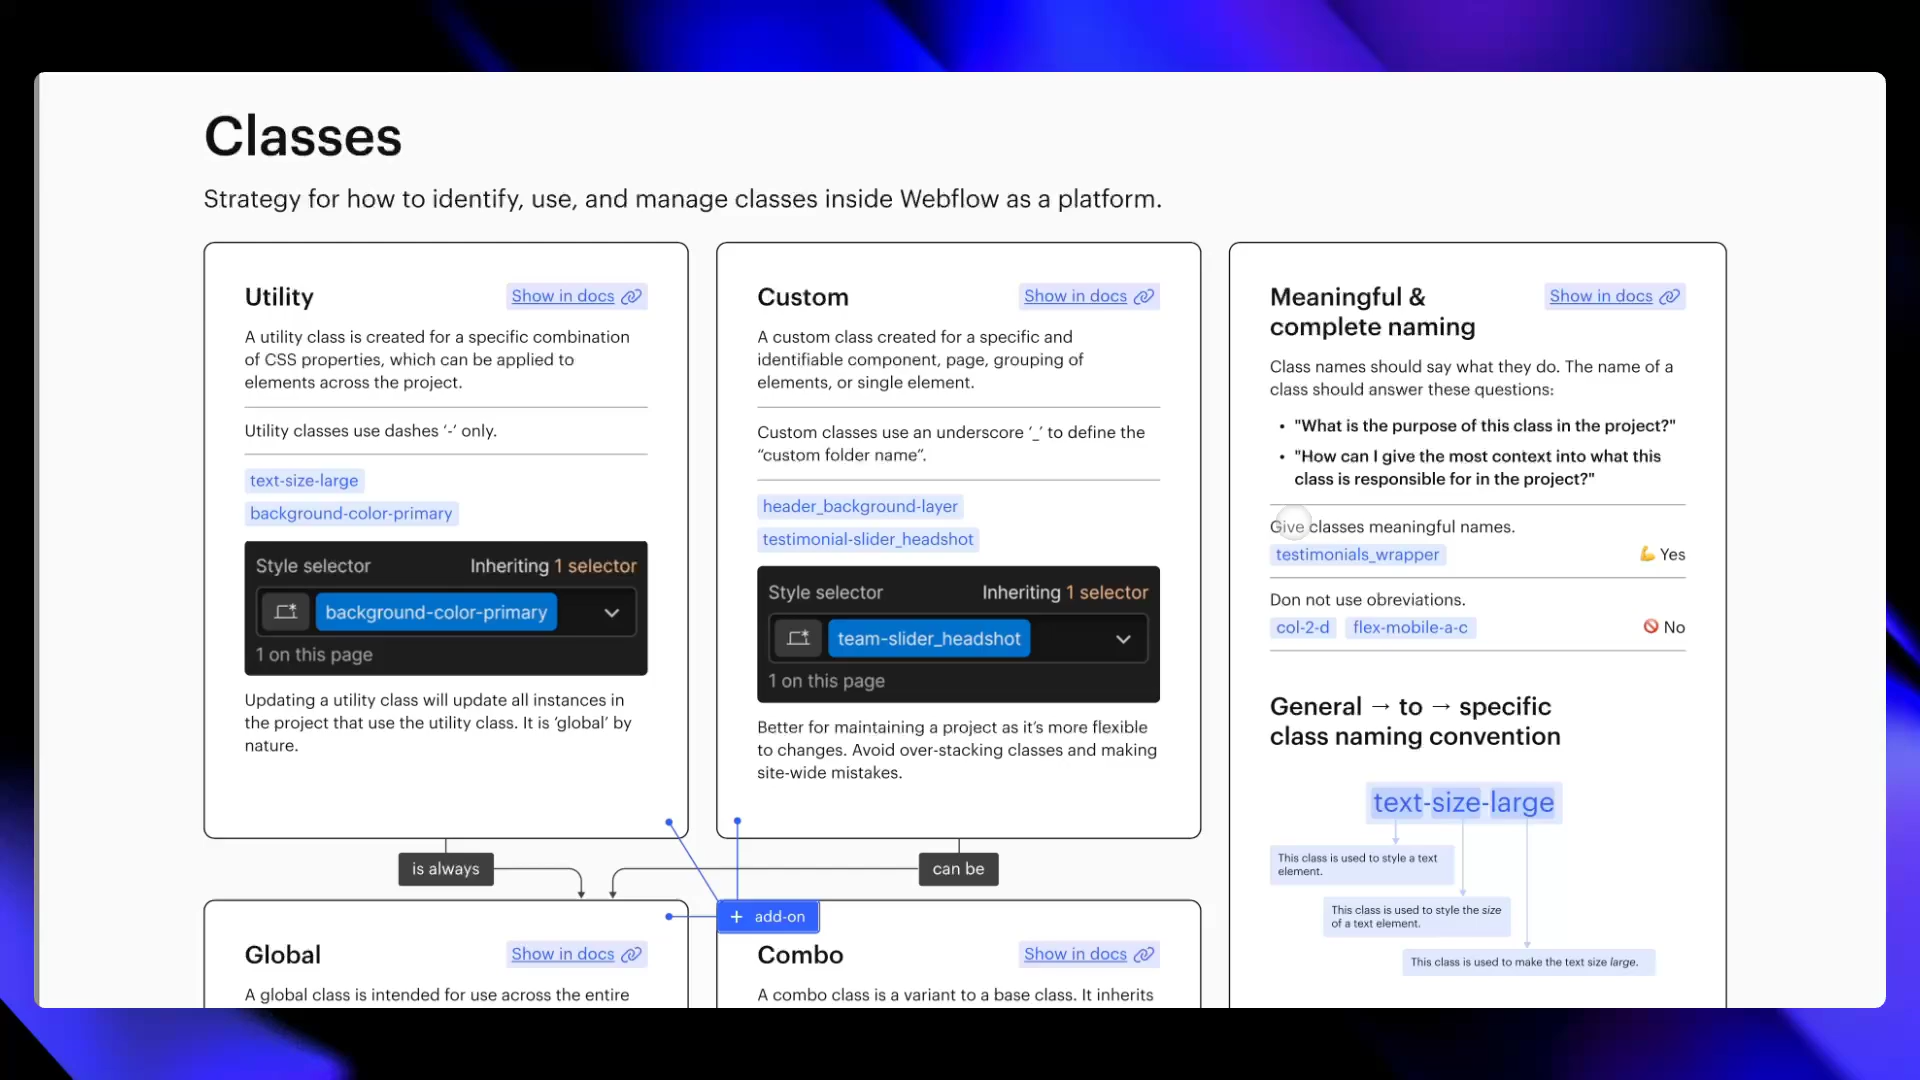 Classes
Strategy for how to identify, use, and manage classes inside Webflow as a platform.
Utility
Show in docs
A utility class is created for a specific combination
of CSS properties, which can be applied to
elements across the project.
Utility classes use dashes ‘-’ only.
text-size-large
background-color-primary
Style selector
Inheriting 1 selector
background-color-primary
1 on this page
Updating a utility class will update all instances in
the project that use the utility class. It is ‘global’ by
nature.
Custom
Show in docs
A custom class created for a specific and
identifiable component, page, grouping of
elements, or single element.
Custom classes use an underscore ‘_’ to define the
“custom folder name”.
header_background-layer
testimonial-slider_headshot
Style selector
Inheriting 1 selector
team-slider_headshot
1 on this page
Better for maintaining a project as it’s more flexible
to changes. Avoid over-stacking classes and making
site-wide mistakes.
Meaningful &
complete naming
Show in docs
Class names should say what they do. The name of a
class should answer these questions:
• "What is the purpose of this class in the project?"
• "How can I give the most context into what this
class is responsible for in the project?"
Give classes meaningful names.
testimonials_wrapper
💪 Yes
Don not use obreviations.
col-2-d flex-mobile-a-c
🚫 No
General → to → specific
class naming convention
text-size-large
This class is used to style a text
element.
This class is used to style the size
of a text element.
This class is used to make the text size large.
is always
can be
+ add-on
Global
Show in docs
A global class is intended for use across the entire
Combo
Show in docs
A combo class is a variant to a base class. It inherits